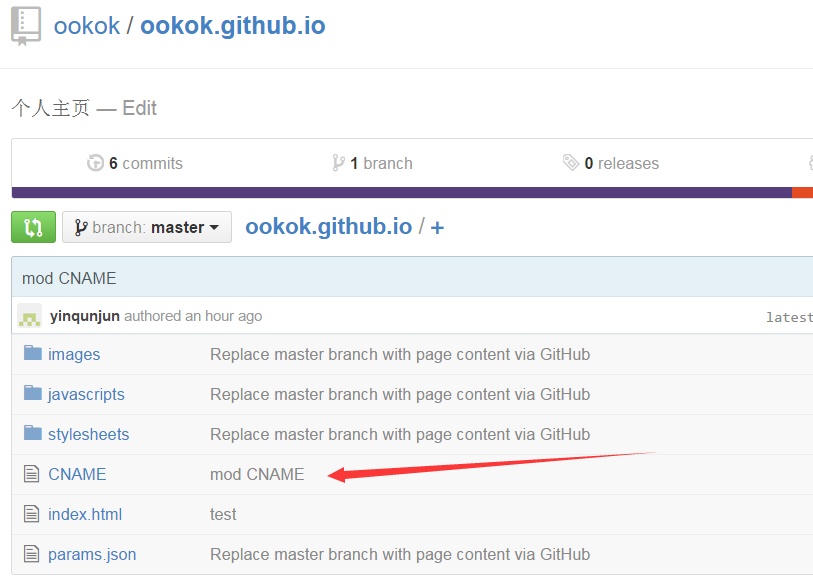 ookok / ookok.github.io
个人主页 — Edit
6 commits 1 branch 0 releases
branch: master ookok.github.io / +
mod CNAME
yinqunjun authored an hour ago latest
images Replace master branch with page content via GitHub
javascripts Replace master branch with page content via GitHub
stylesheets Replace master branch with page content via GitHub
CNAME mod CNAME
index.html test
params.json Replace master branch with page content via GitHub